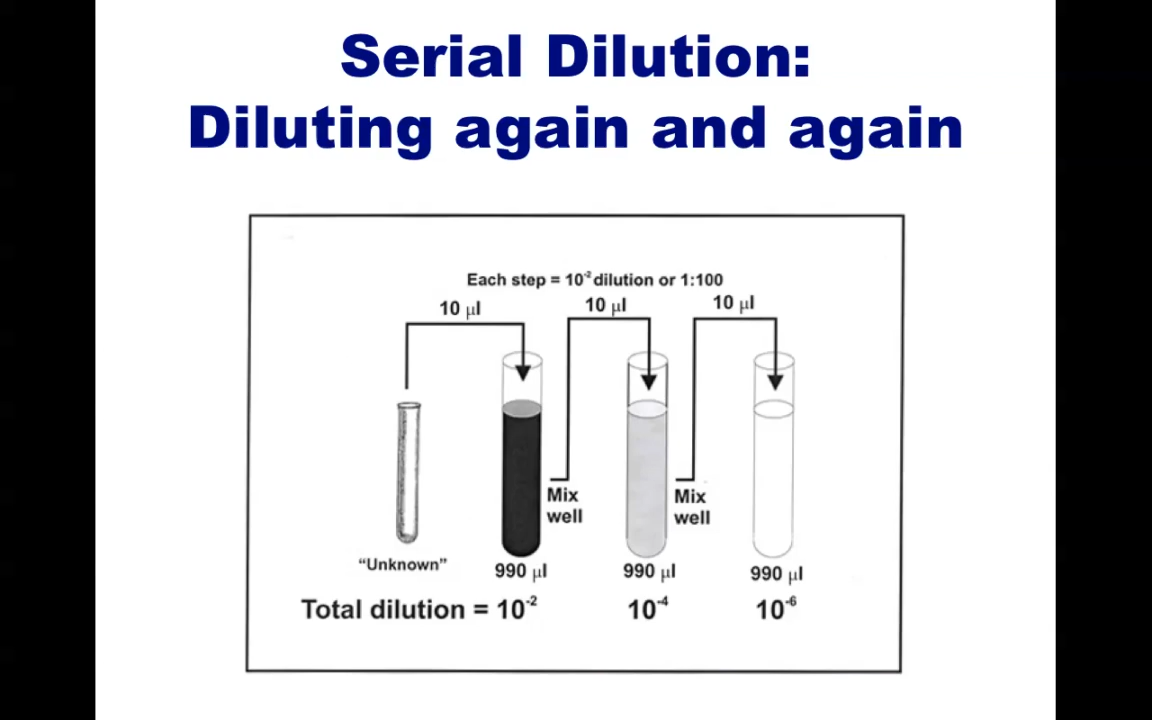 Serial Dilution:
Diluting again and again
Each step = 10⁻² dilution or 1:100
10 µl
10 µl
10 µl
Mix
well
Mix
well
“Unknown”
990 µl
990 µl
990 µl
Total dilution = 10⁻²
10⁻⁴
10⁻⁶